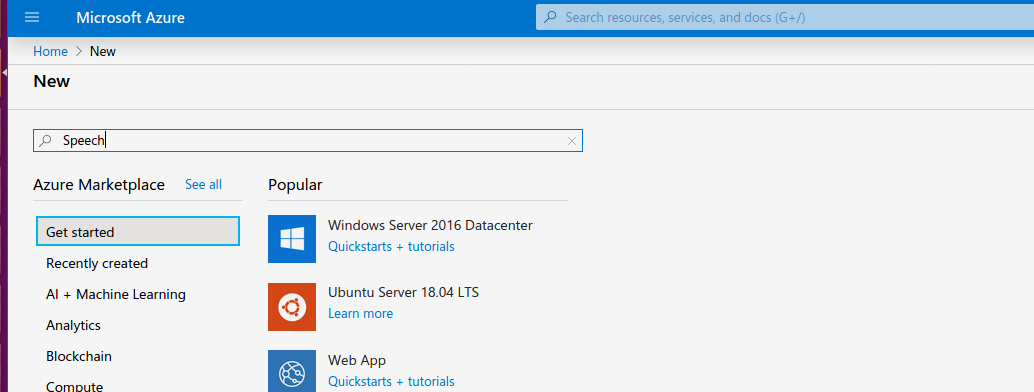 Microsoft Azure
Search resources, services, and docs (G+/)
Home > New
New
Speech
Azure Marketplace See all
Get started
Recently created
AI + Machine Learning
Analytics
Blockchain
Compute
Popular
Windows Server 2016 Datacenter
Quickstarts + tutorials
Ubuntu Server 18.04 LTS
Learn more
Web App
Quickstarts + tutorials